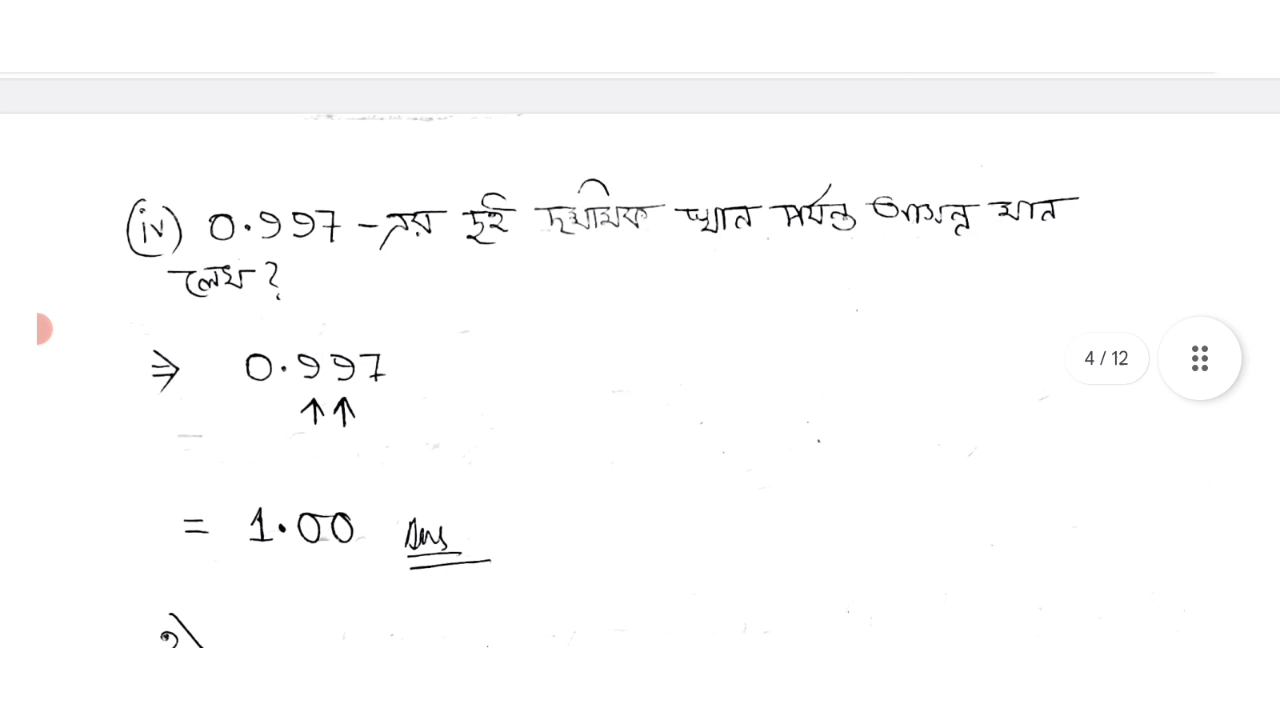 (iv) 0.997 - এর দুই দশমিক স্থান পর্যন্ত আসন্ন মান
লেখ?
⇒ 0.997
↑↑
4 / 12
= 1.00 Ans